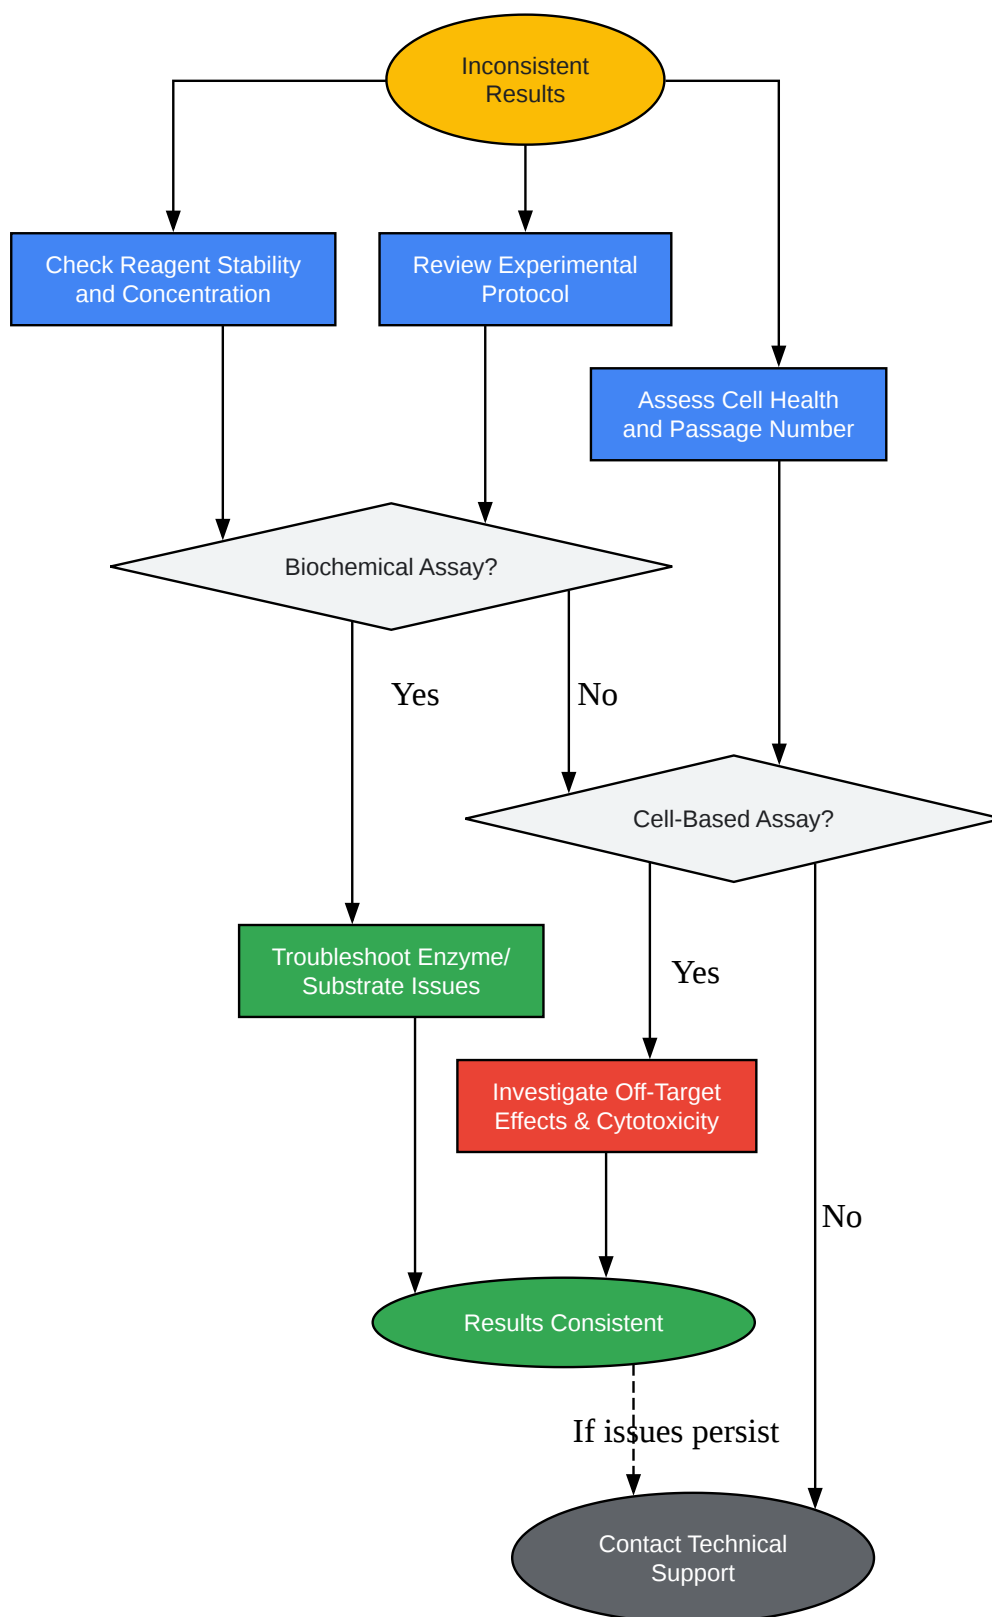 Inconsistent
Results
Check Reagent Stability
and Concentration
Review Experimental
Protocol
Assess Cell Health
and Passage Number
Biochemical Assay?
Yes
No
Cell-Based Assay?
Troubleshoot Enzyme/
Substrate Issues
Yes
Investigate Off-Target
Effects & Cytotoxicity
No
Results Consistent
If issues persist
Contact Technical
Support